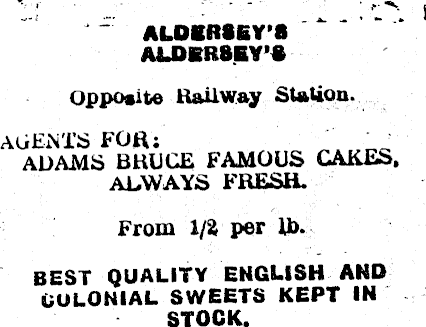 ALDERSEY'S
ALDERSEY'S
Opposite Railway Station.
AGENTS FOR:
ADAMS BRUCE FAMOUS CAKES,
ALWAYS FRESH.
From 1/2 per lb.
BEST QUALITY ENGLISH AND
COLONIAL SWEETS KEPT IN
STOCK.